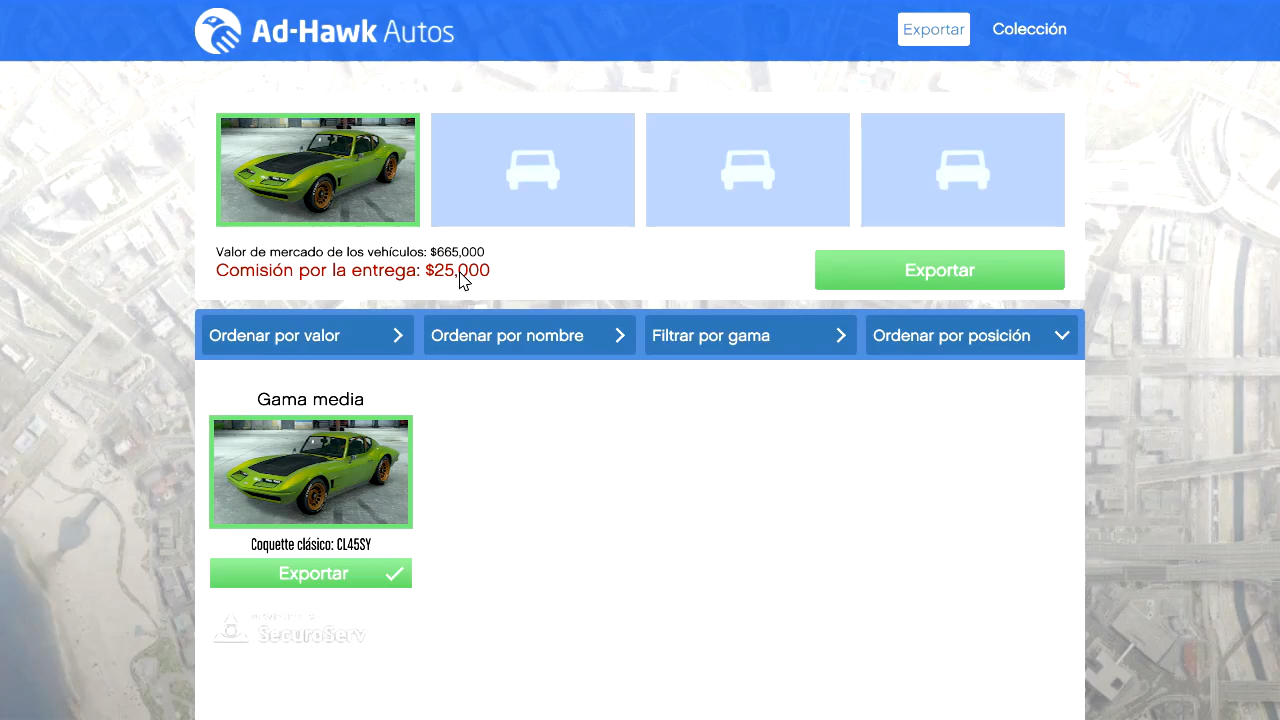 Ad-Hawk Autos
Exportar
Colección
Valor de mercado de los vehículos: $665,000
Comisión por la entrega: $25,000
Exportar
Ordenar por valor
Ordenar por nombre
Filtrar por gama
Ordenar por posición
Gama media
Coquette clásico: CL45SY
Exportar
SecuroServ